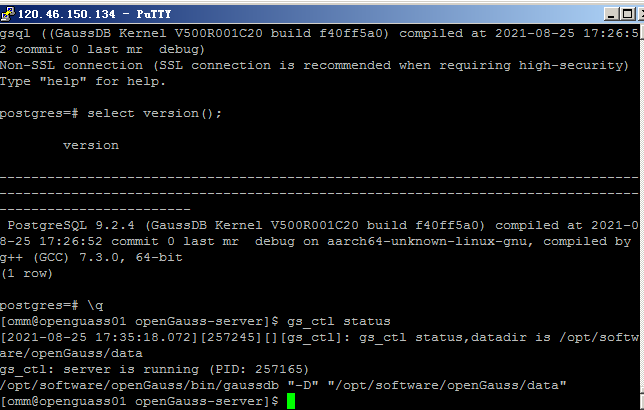 120.46.150.134 - PuTTY
gsql ((GaussDB Kernel V500R001C20 build f40ff5a0) compiled at 2021-08-25 17:26:5
2 commit 0 last mr  debug)
Non-SSL connection (SSL connection is recommended when requiring high-security)
Type "help" for help.
postgres=# select version();
version
--------------------------------------------------------------------------------
--------------------------------------------------------------------------------
------------------------
PostgreSQL 9.2.4 (GaussDB Kernel V500R001C20 build f40ff5a0) compiled at 2021-0
8-25 17:26:52 commit 0 last mr  debug on aarch64-unknown-linux-gnu, compiled by
g++ (GCC) 7.3.0, 64-bit
(1 row)
postgres=# \q
[omm@openguass01 openGauss-server]$ gs_ctl status
[2021-08-25 17:35:18.072][257245][][gs_ctl]: gs_ctl status,datadir is /opt/softw
are/openGauss/data
gs_ctl: server is running (PID: 257165)
/opt/software/openGauss/bin/gaussdb "-D" "/opt/software/openGauss/data"
[omm@openguass01 openGauss-server]$